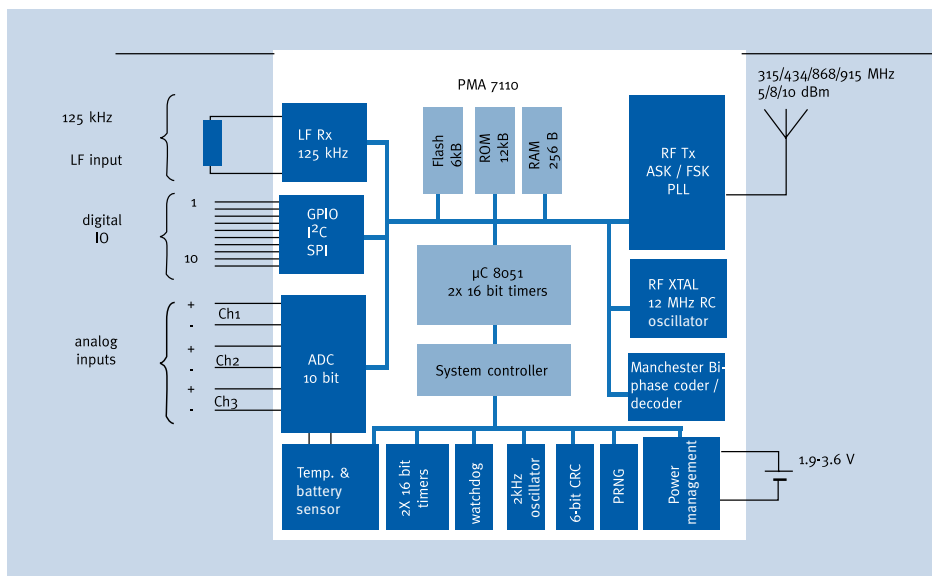 PMA 7110
315/434/868/915 MHz
5/8/10 dBm
125 kHz
LF input
LF Rx
125 kHz
Flash
6kB
ROM
12kB
RAM
256 B
RF Tx
ASK / FSK
PLL
digital
IO
1
10
GPIO
I²C
SPI
µC 8051
2x 16 bit timers
RF XTAL
12 MHz RC
oscillator
analog
inputs
+
-
Ch1
+
-
Ch2
+
-
Ch3
ADC
10 bit
System controller
Manchester Bi-
phase coder /
decoder
Temp. &
battery
sensor
2X 16 bit
timers
watchdog
2kHz
oscillator
6-bit CRC
PRNG
Power
management
1.9-3.6 V